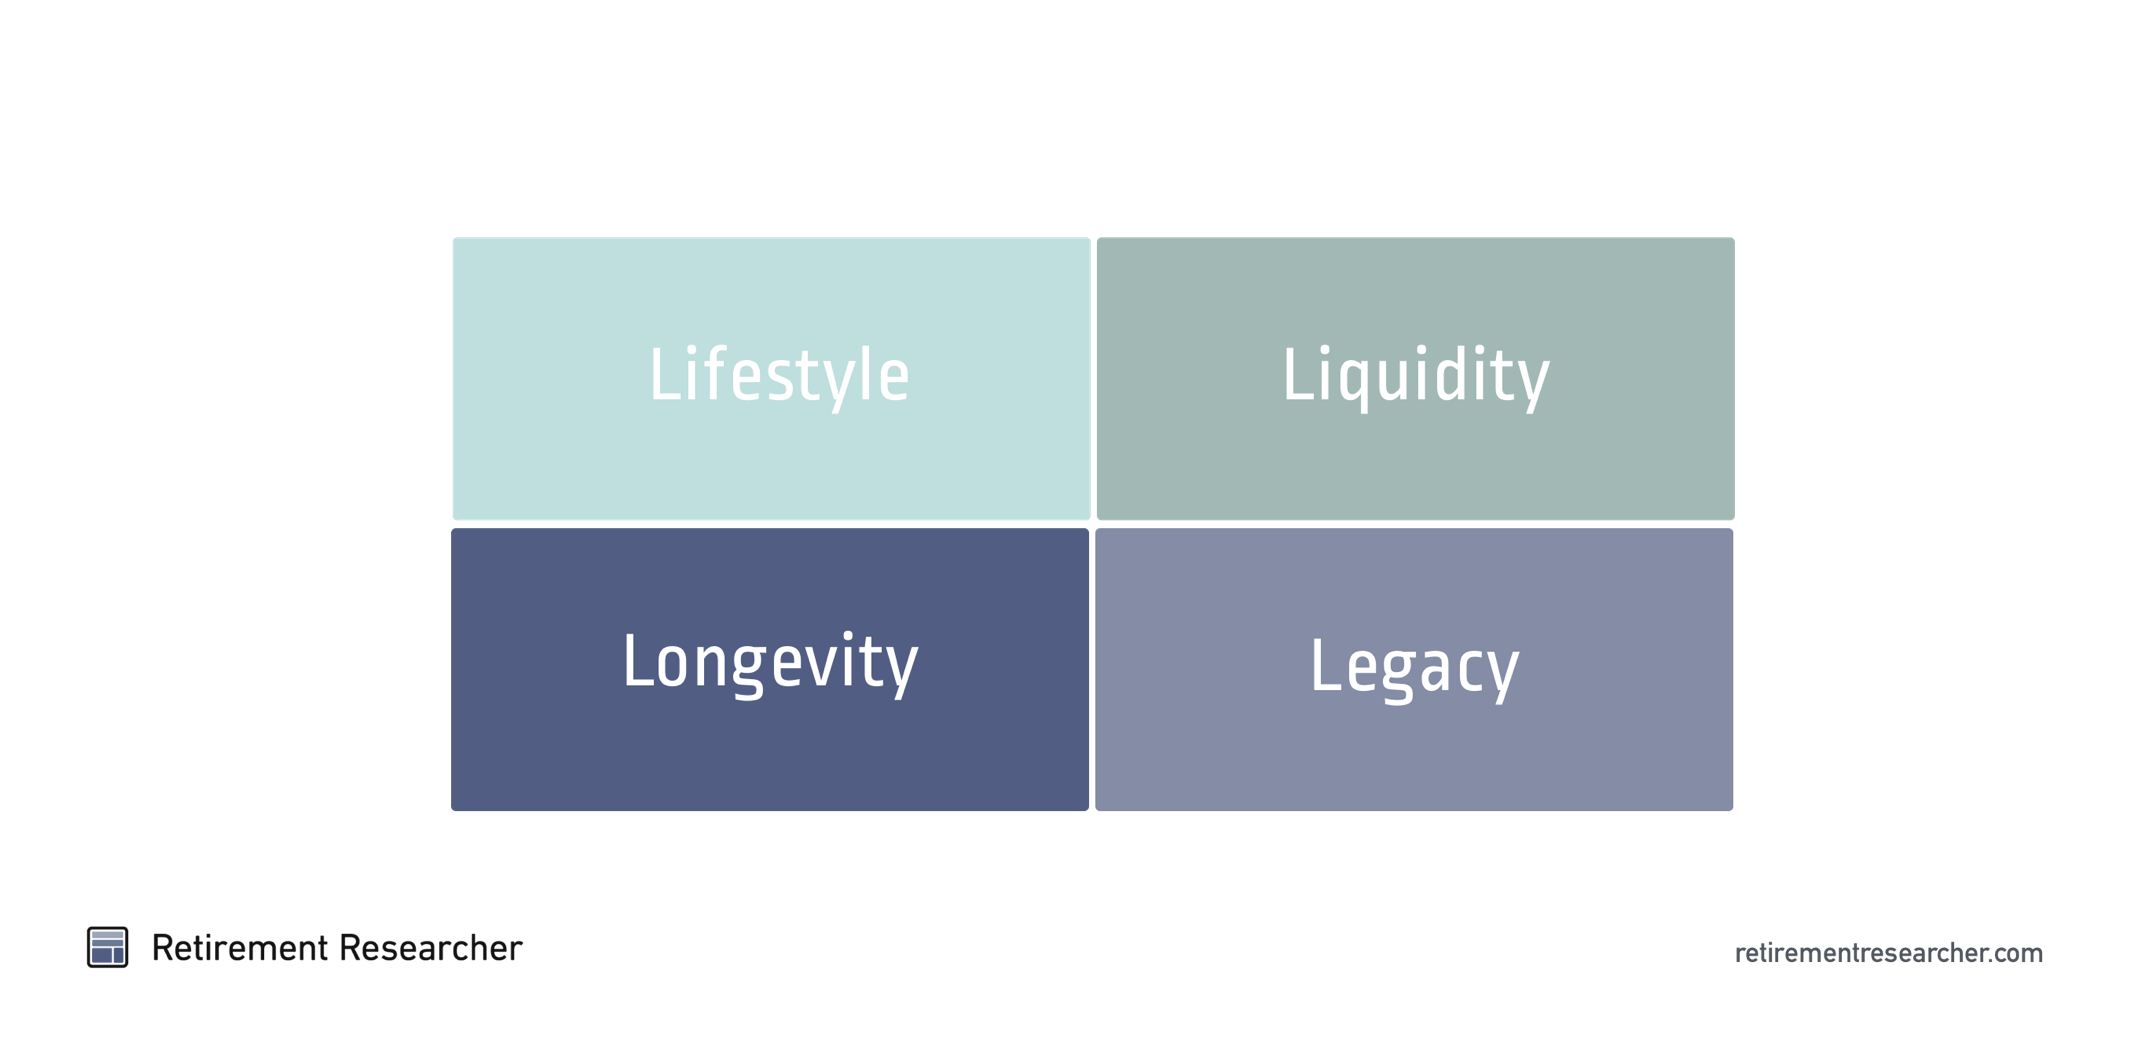 Lifestyle
Liquidity
Longevity
Legacy
Retirement Researcher
retirementresearcher.com